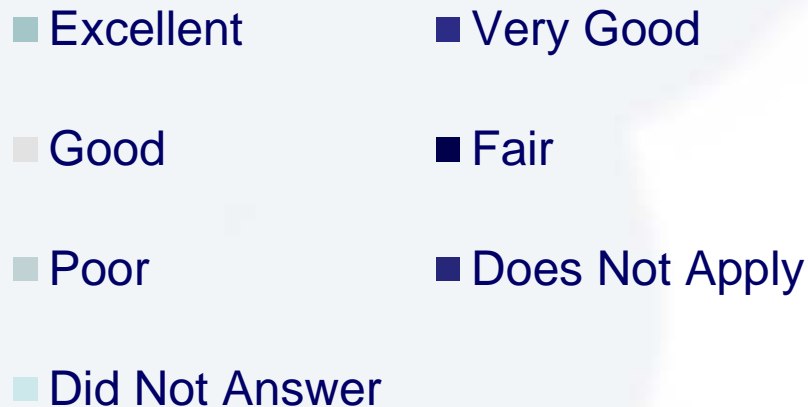 Excellent Very Good
Good Fair
Poor Does Not Apply
Did Not Answer